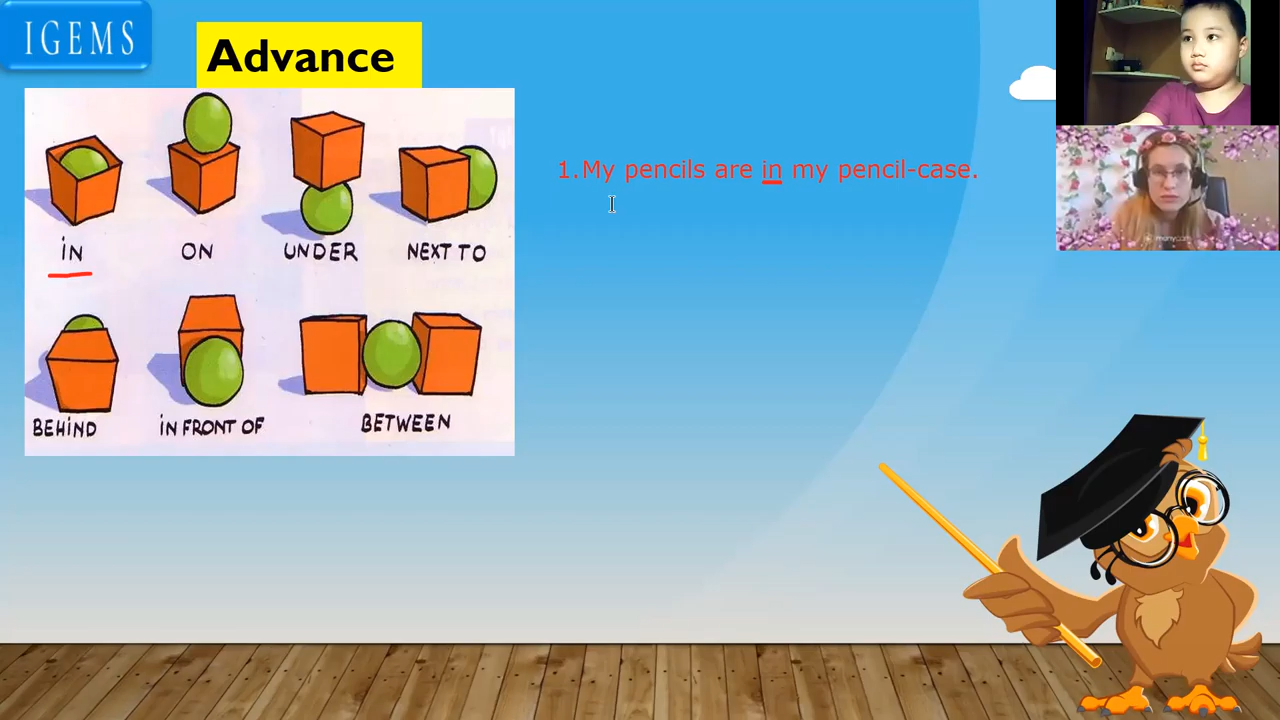 IGEMS
Advance
1.My pencils are in my pencil-case.
iN
ON
UNDER
NEXT TO
BEHiND
iN FRONT OF
BETWEEN